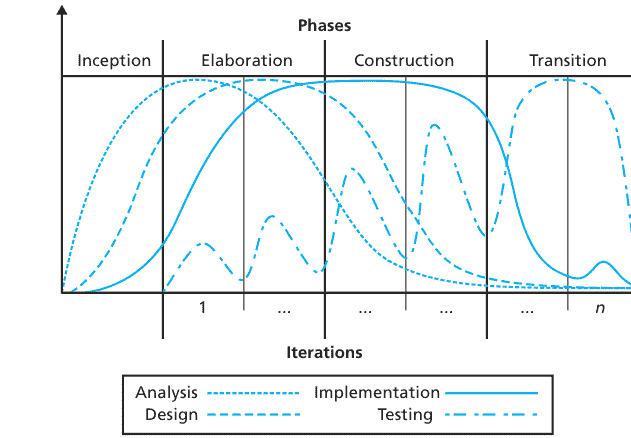 Phases
Inception Elaboration Construction Transition
1 ... ... ... ... n
Iterations
Analysis Implementation
Design Testing